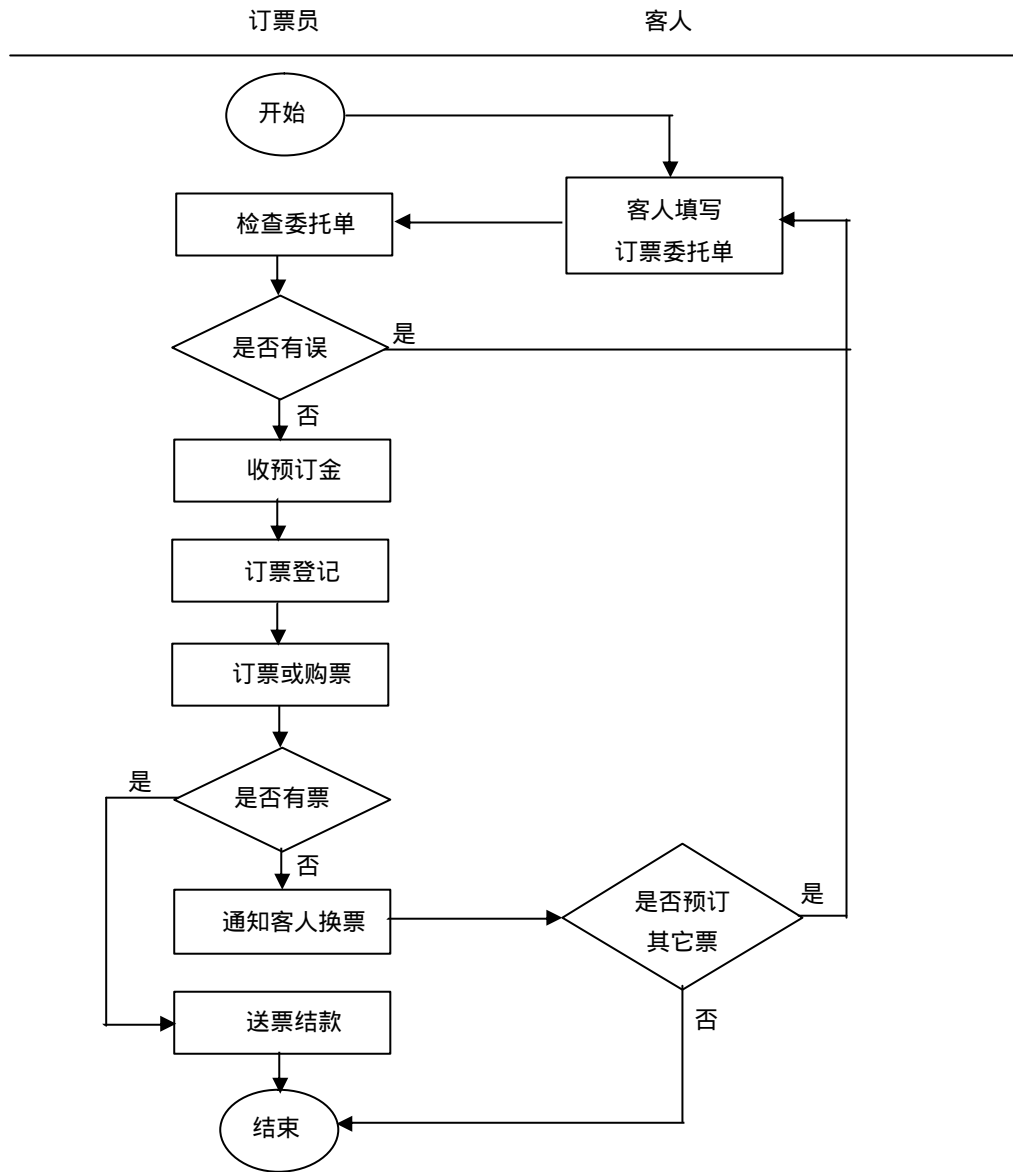 订票员 客人
开始
客人填写
订票委托单
检查委托单
是否有误
是
否
收预订金
订票登记
订票或购票
是否有票
是
否
通知客人换票
是否预订
其它票
是
否
送票结款
结束